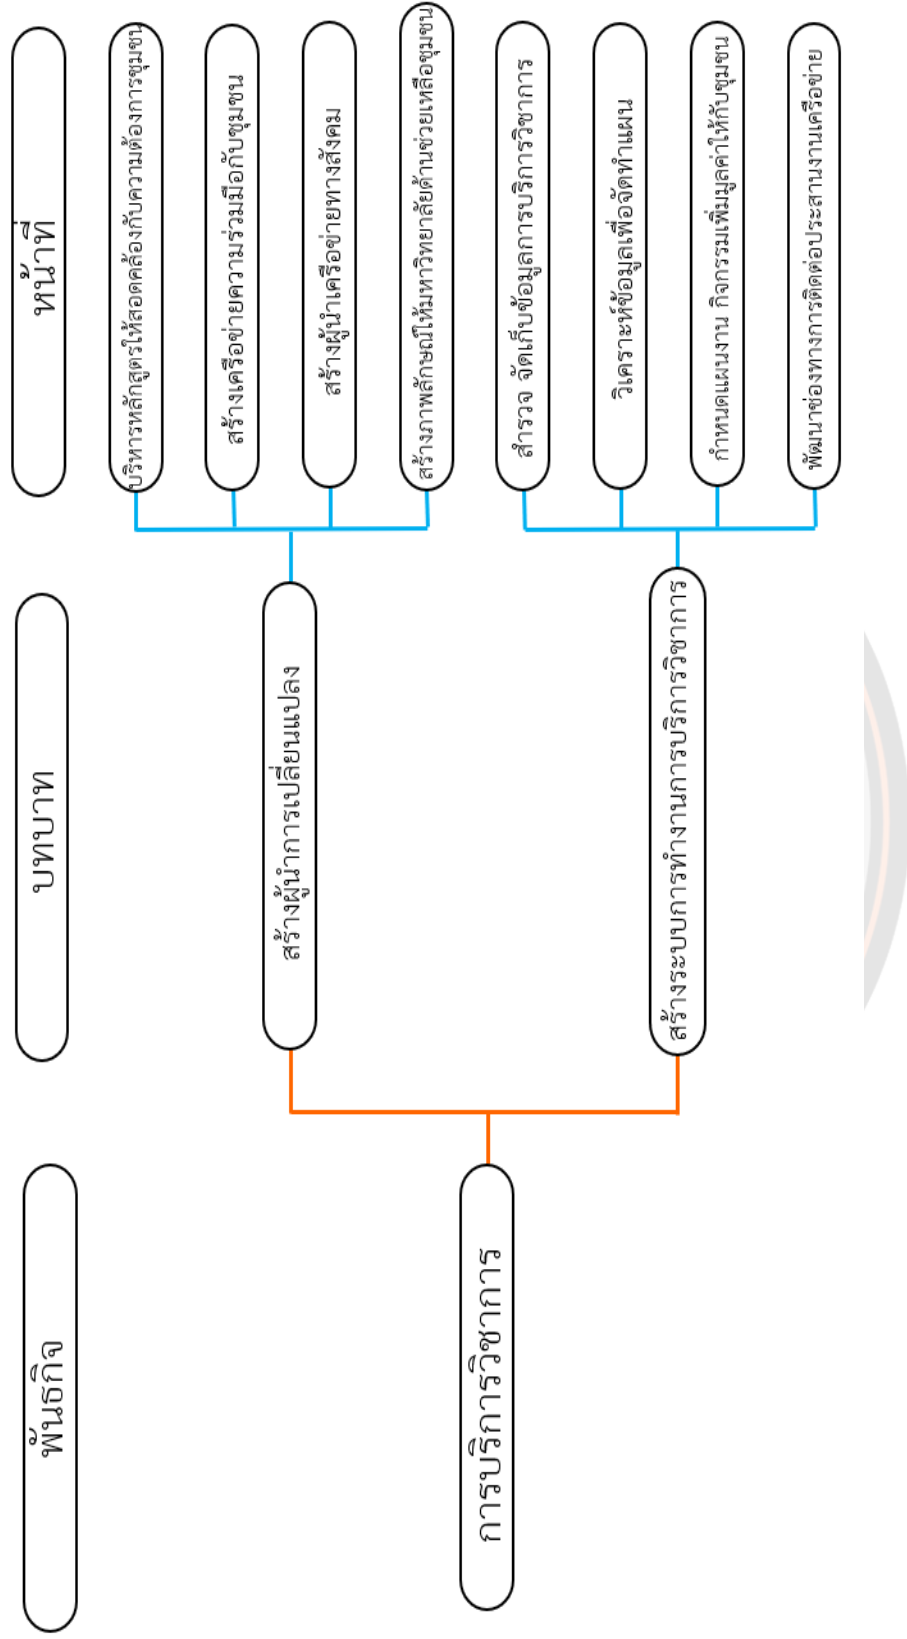 พันธกิจ
บทบาท
หน้าที่
การบริการวิชาการ
สร้างผู้นำการเปลี่ยนแปลง
บริหารหลักสูตรให้สอดคล้องกับความต้องการชุมชน
สร้างเครือข่ายความร่วมมือกับชุมชน
สร้างผู้นำเครือข่ายทางสังคม
สร้างภาพลักษณ์ให้มหาวิทยาลัยด้านช่วยเหลือชุมชน
สร้างระบบการทำงานการบริการวิชาการ
สำรวจ จัดเก็บข้อมูลการบริการวิชาการ
วิเคราะห์ข้อมูลเพื่อจัดทำแผน
กำหนดแผนงาน กิจกรรมเพิ่มมูลค่าให้กับชุมชน
พัฒนาช่องทางการติดต่อประสานงานเครือข่าย